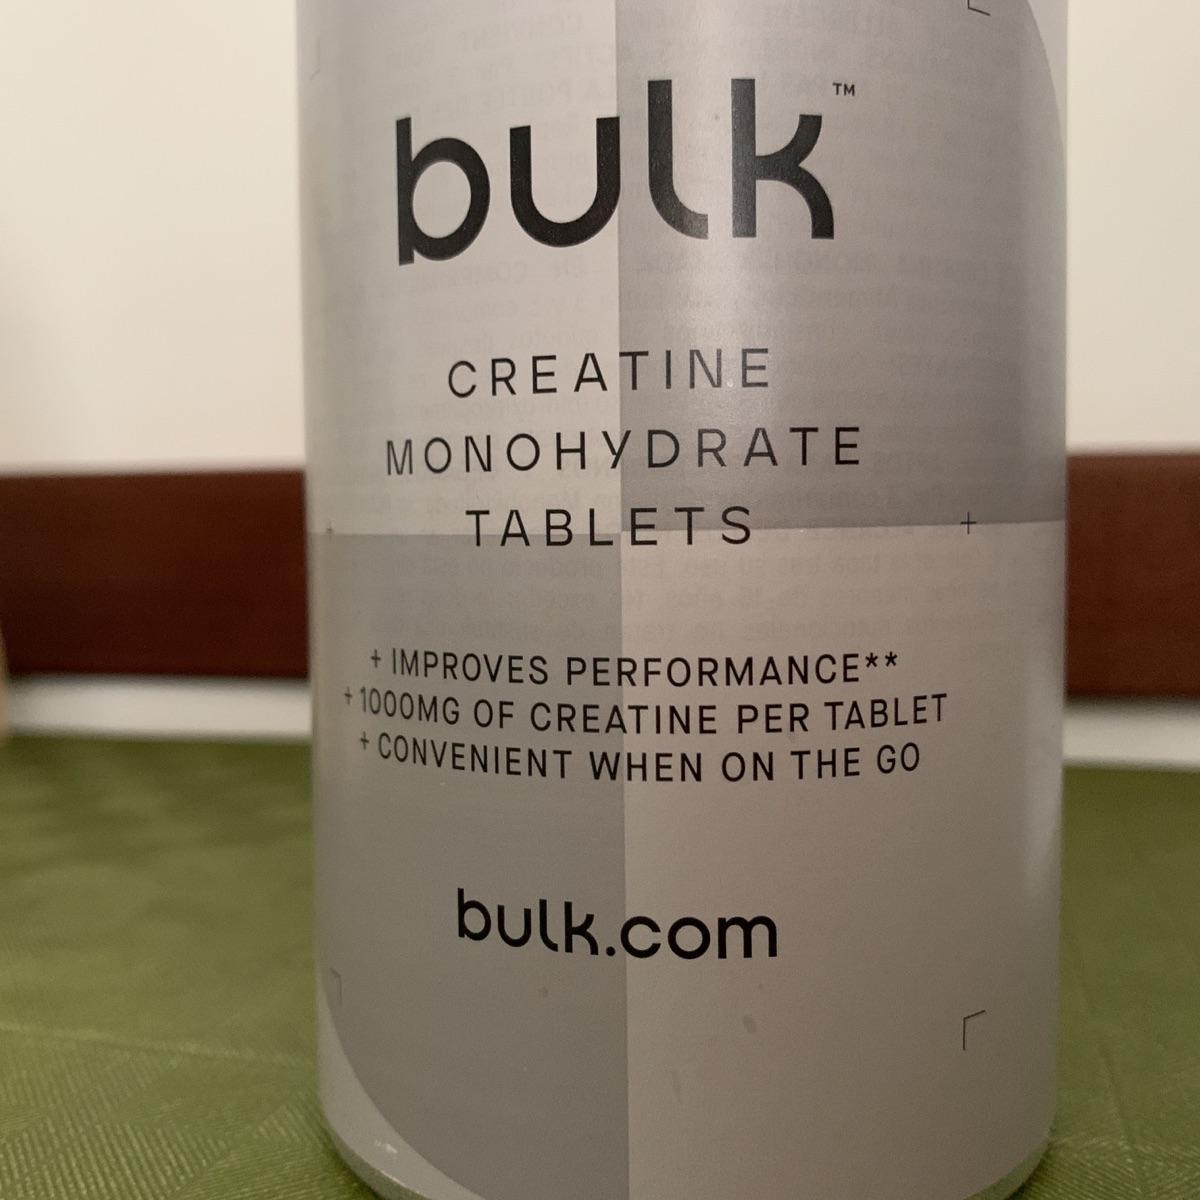 bulk™
CREATINE
MONOHYDRATE
TABLETS
+ IMPROVES PERFORMANCE**
+ 1000MG OF CREATINE PER TABLET
+ CONVENIENT WHEN ON THE GO
bulk.com